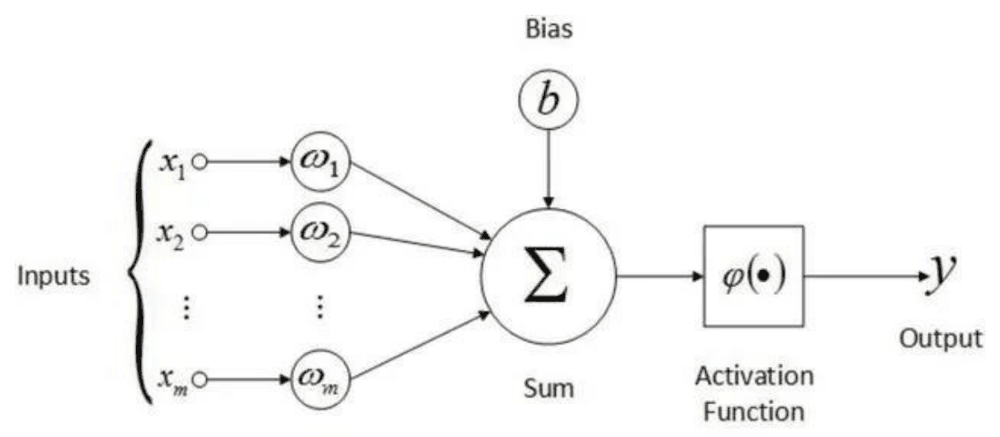 Bias
b
x₁ ω₁
x₂ ω₂
Inputs
⋮ ⋮
xₘ ωₘ
Σ
φ(•)
y
Output
Sum
Activation
Function